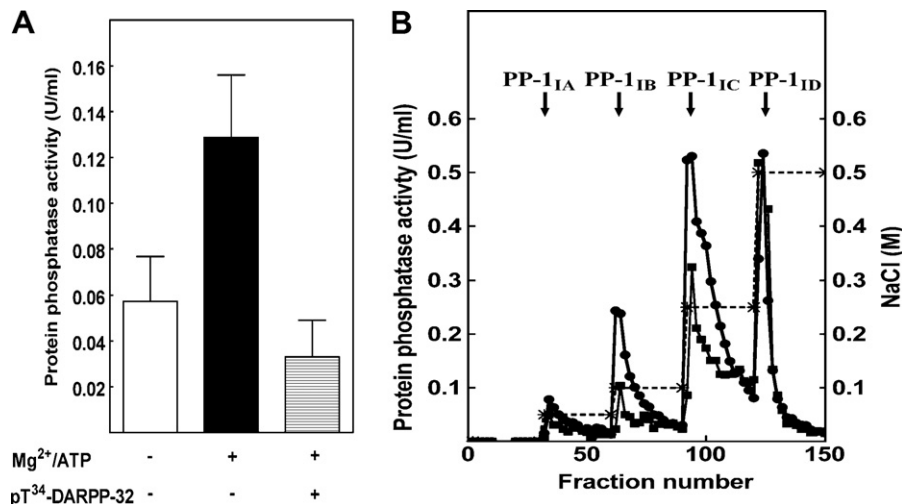 A
Protein phosphatase activity (U/ml)
0.16
0.14
0.12
0.10
0.08
0.06
0.04
0.02
Mg²⁺/ATP - + +
pT³⁴-DARPP-32 - - +
B
PP-1IA PP-1IB PP-1IC PP-1ID
Protein phosphatase activty (U/ml)
0.6
0.5
0.4
0.3
0.2
0.1
0.6
0.5
0.4
0.3
0.2
0.1
NaCl (M)
0 50 100 150
Fraction number